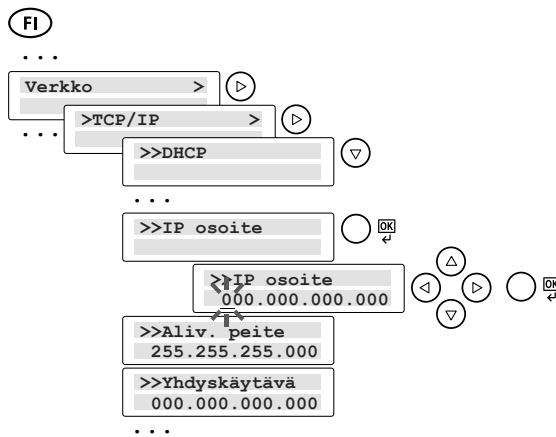 FI
...
Verkko >
...
>TCP/IP >
>>DHCP
...
>>IP osoite
OK
>>IP osoite
000.000.000.000
OK
>>Aliv. peite
255.255.255.000
>>Yhdyskäytävä
000.000.000.000
...